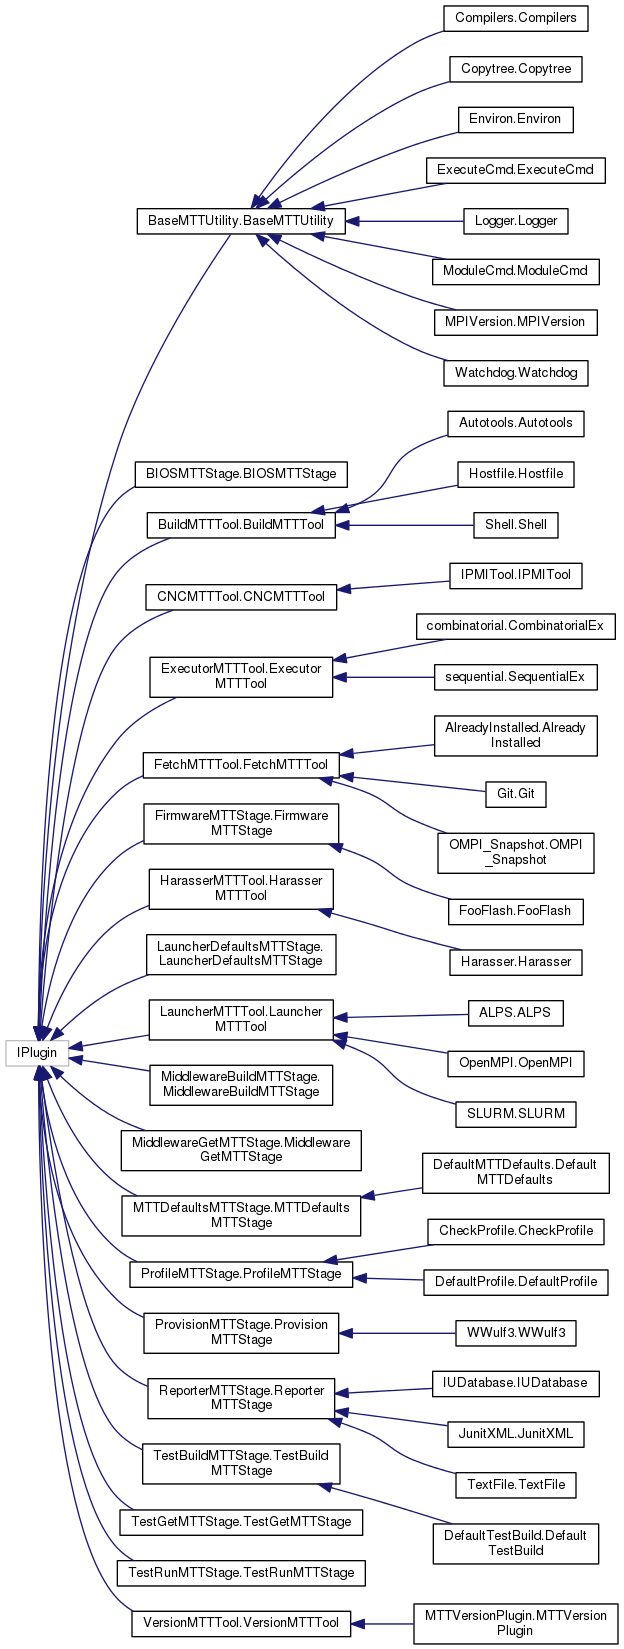 Compilers.Compilers
Copytree.Copytree
Environ.Environ
ExecuteCmd.ExecuteCmd
BaseMTTUtility.BaseMTTUtility
Logger.Logger
ModuleCmd.ModuleCmd
MPIVersion.MPIVersion
Watchdog.Watchdog
Autotools.Autotools
BIOSMTTStage.BIOSMTTStage
Hostfile.Hostfile
BuildMTTTool.BuildMTTTool
Shell.Shell
IPMITool.IPMITool
CNCMTTTool.CNCMTTTool
combinatorial.CombinatorialEx
ExecutorMTTTool.Executor
MTTTool
sequential.SequentialEx
AlreadyInstalled.Already
Installed
FetchMTTTool.FetchMTTTool
Git.Git
FirmwareMTTStage.Firmware
MTTStage
OMPI_Snapshot.OMPI
_Snapshot
HarasserMTTTool.Harasser
MTTTool
FooFlash.FooFlash
LauncherDefaultsMTTStage.
LauncherDefaultsMTTStage
Harasser.Harasser
LauncherMTTTool.Launcher
MTTTool
ALPS.ALPS
IPlugin
OpenMPI.OpenMPI
MiddlewareBuildMTTStage.
MiddlewareBuildMTTStage
SLURM.SLURM
MiddlewareGetMTTStage.Middleware
GetMTTStage
DefaultMTTDefaults.Default
MTTDefaults
MTTDefaultsMTTStage.MTTDefaults
MTTStage
CheckProfile.CheckProfile
ProfileMTTStage.ProfileMTTStage
DefaultProfile.DefaultProfile
ProvisionMTTStage.Provision
MTTStage
WWulf3.WWulf3
IUDatabase.IUDatabase
ReporterMTTStage.Reporter
MTTStage
JunitXML.JunitXML
TestBuildMTTStage.TestBuild
MTTStage
TextFile.TextFile
TestGetMTTStage.TestGetMTTStage
DefaultTestBuild.Default
TestBuild
TestRunMTTStage.TestRunMTTStage
VersionMTTTool.VersionMTTTool
MTTVersionPlugin.MTTVersion
Plugin